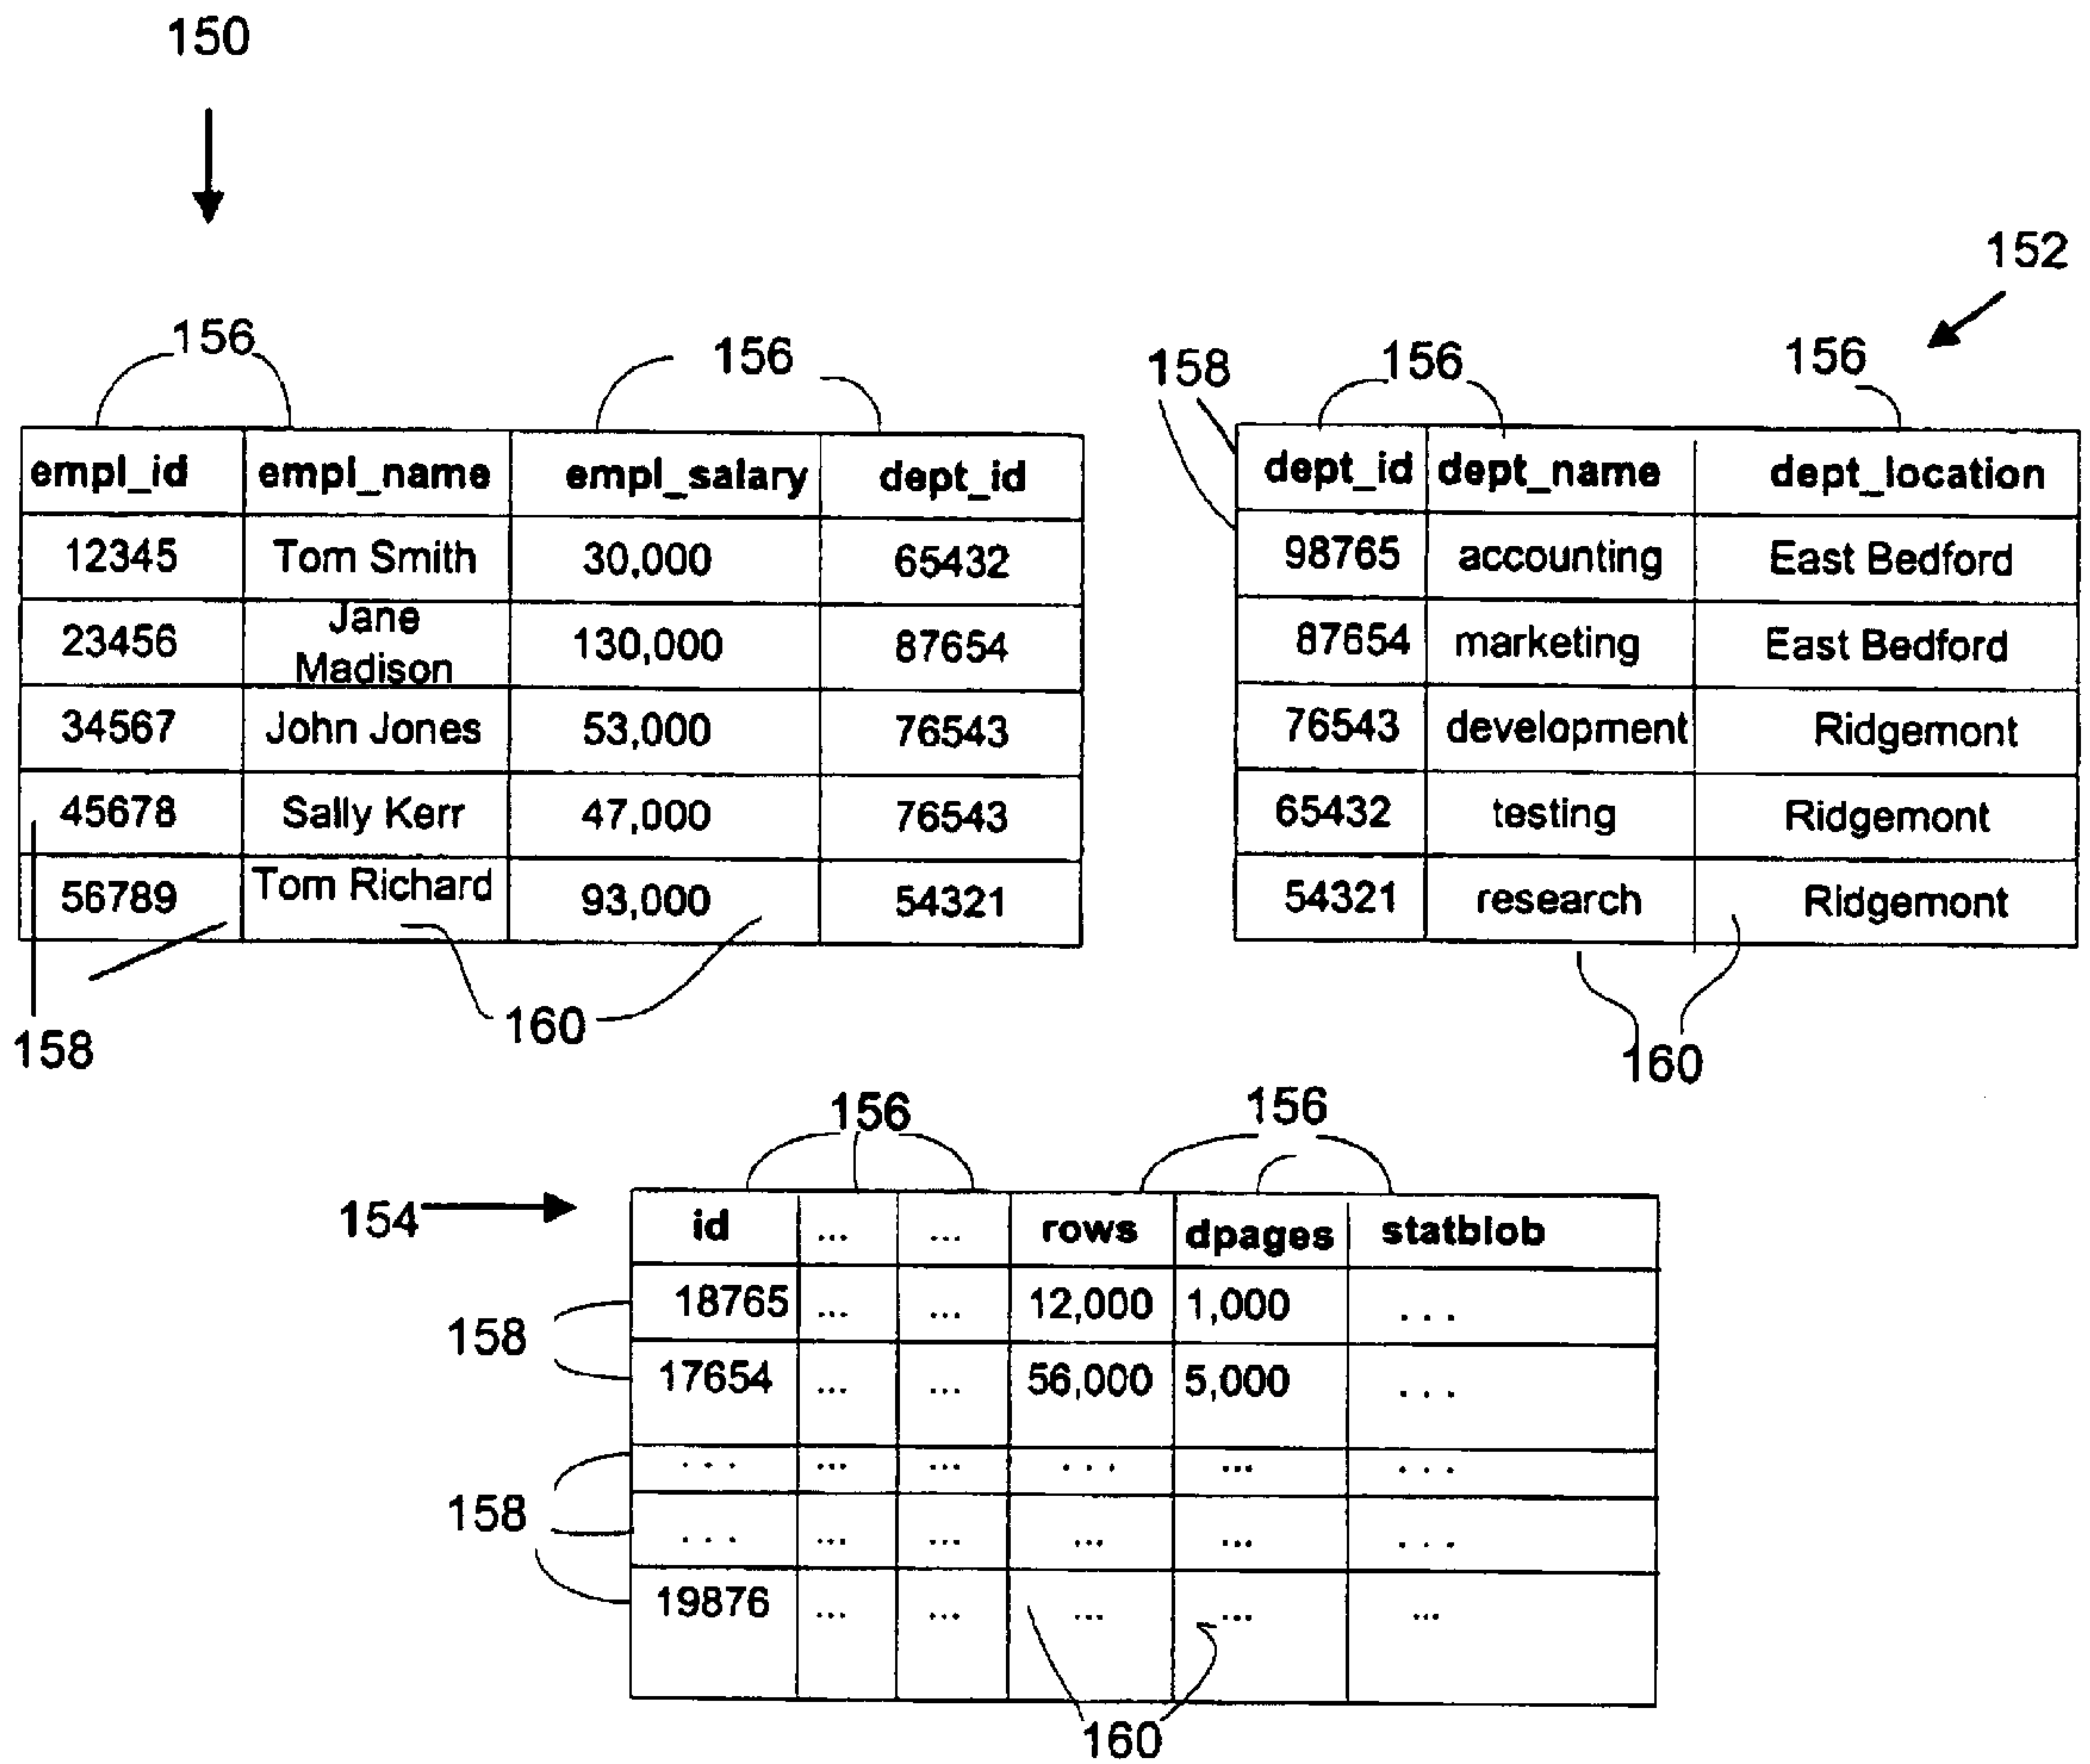 150
152
156 156
158 156 156
empl_id empl_name empl_salary dept_id
12345 Tom Smith 30,000 65432
23456 Jane Madison 130,000 87654
34567 John Jones 53,000 76543
45678 Sally Kerr 47,000 76543
56789 Tom Richard 93,000 54321
158 160
dept_id dept_name dept_location
98765 accounting East Bedford
87654 marketing East Bedford
76543 development Ridgemont
65432 testing Ridgemont
54321 research Ridgemont
160
156 156
154
id ... ... rows dpages statblob
158
18765 ... ... 12,000 1,000 ...
17654 ... ... 56,000 5,000 ...
158
... ... ... ... ... ...
... ... ... ... ... ...
19876 ... ... ... ... ...
160